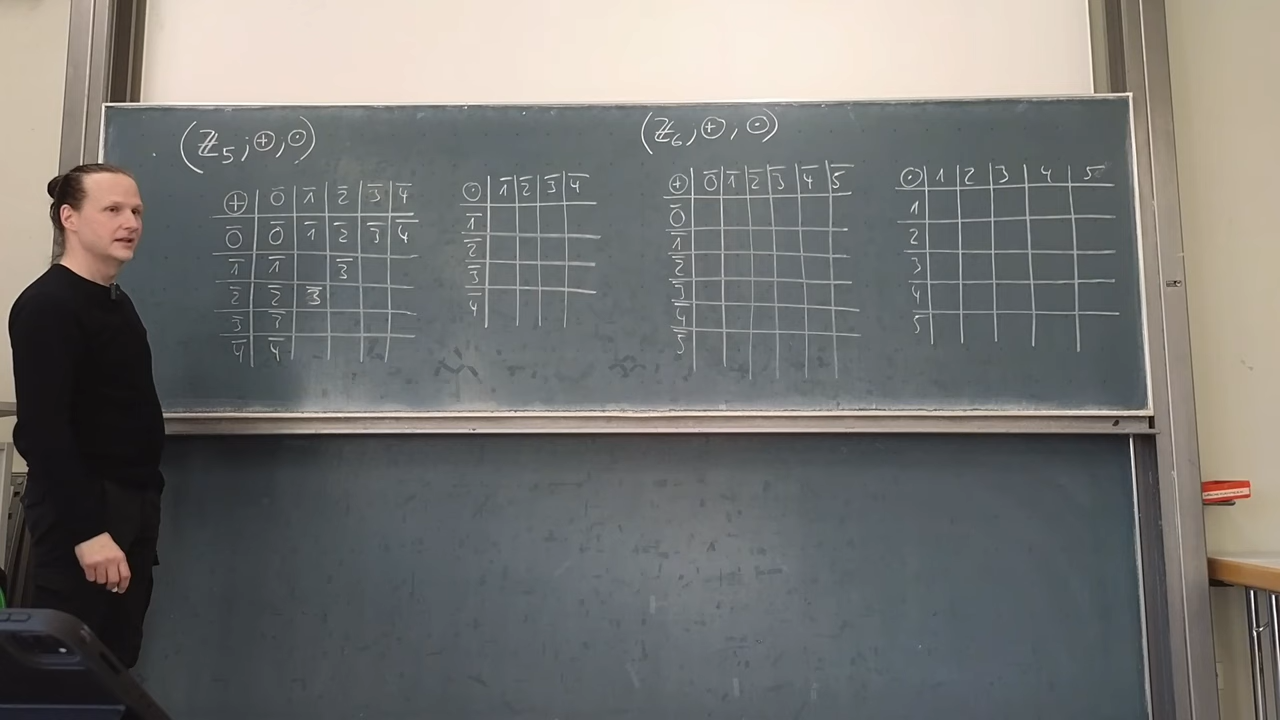 (ℤ₅, ⊕, ⊙)
⊕ 0̅ 1̅ 2̅ 3̅ 4̅
0̅ 0̅ 1̅ 2̅ 3̅ 4̅
1̅ 1̅ 3̅
2̅ 2̅ 3̅
3̅ 3̅
4̅ 4̅
⊙ 1̅ 2̅ 3̅ 4̅
1̅
2̅
3̅
4̅
(ℤ₆, ⊕, ⊙)
⊕ 0̅ 1̅ 2̅ 3̅ 4̅ 5̅
0̅
1̅
2̅
3̅
4̅
5̅
⊙ 1 2 3 4 5
1
2
3
4
5